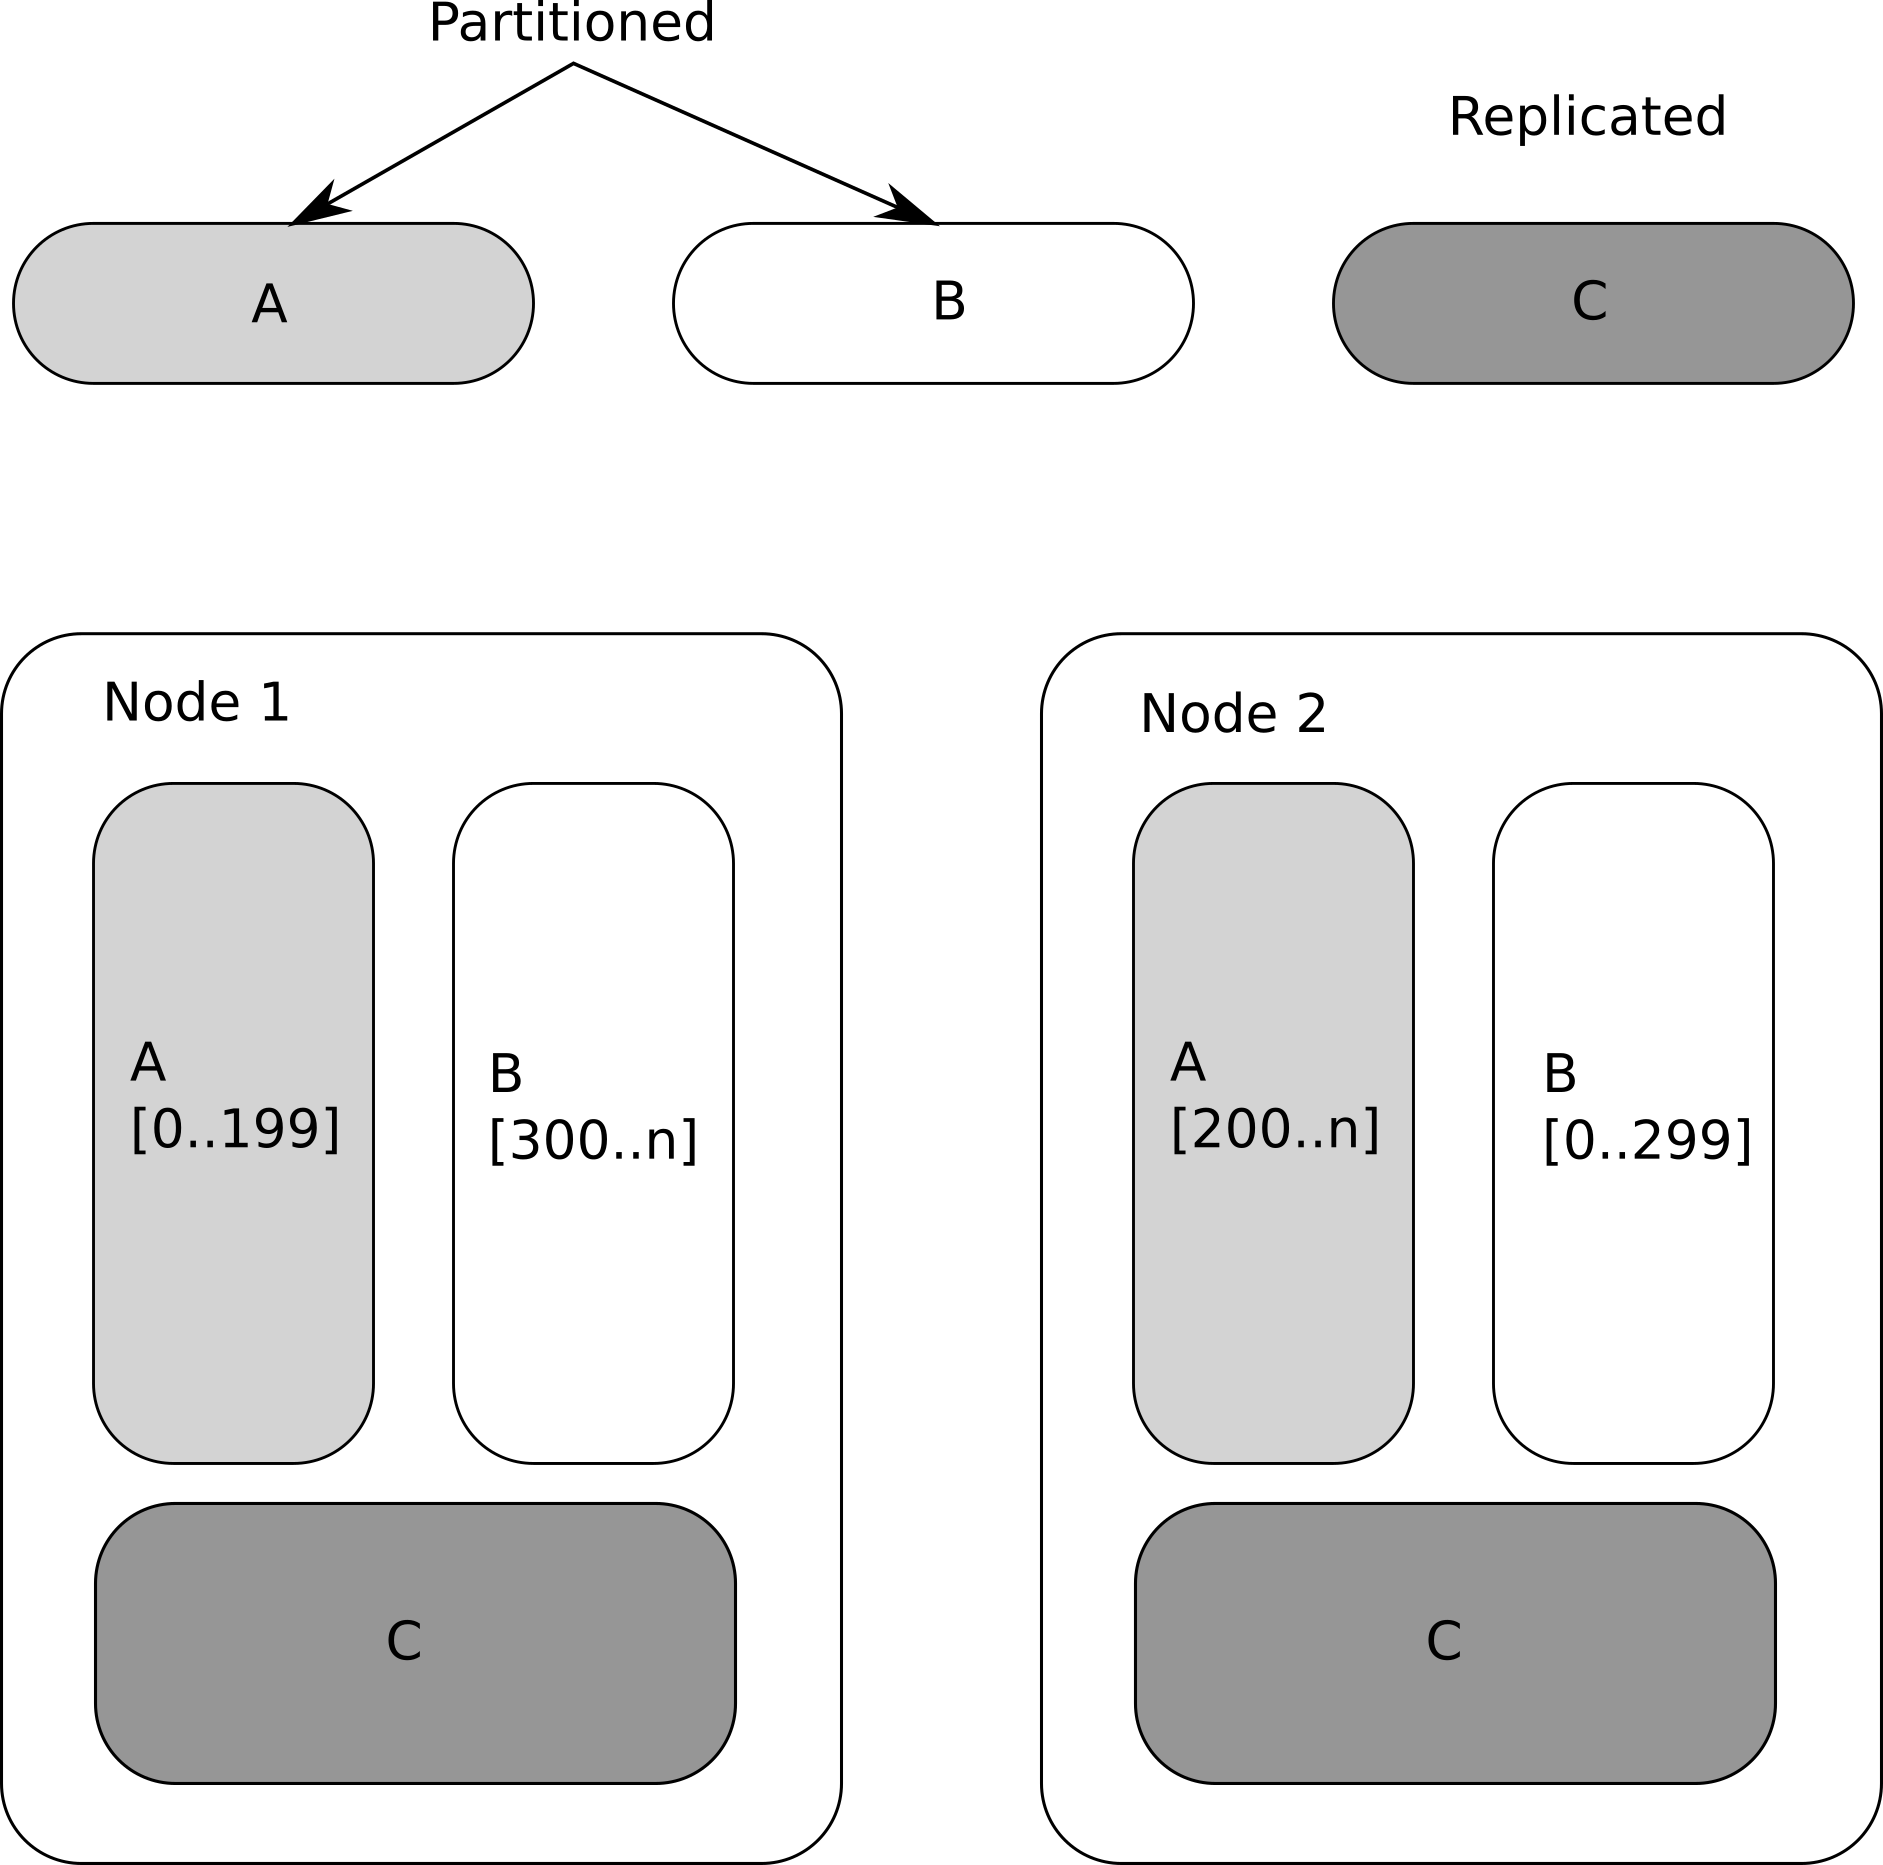 Partitioned
Replicated
A
B
C
Node 1
A
[0..199]
B
[300..n]
C
Node 2
A
[200..n]
B
[0..299]
C